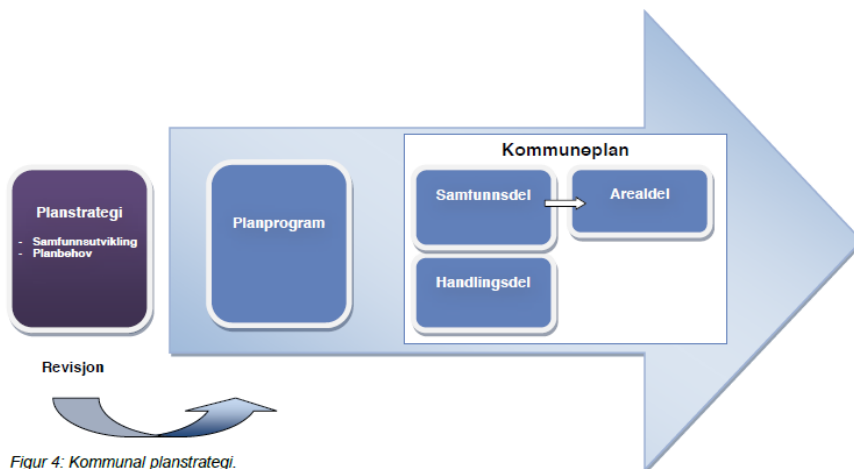 Planstrategi
- Samfunnsutvikling
- Planbehov
Planprogram
Kommuneplan
Samfunnsdel
Arealdel
Handlingsdel
Revisjon
Figur 4: Kommunal planstrategi.